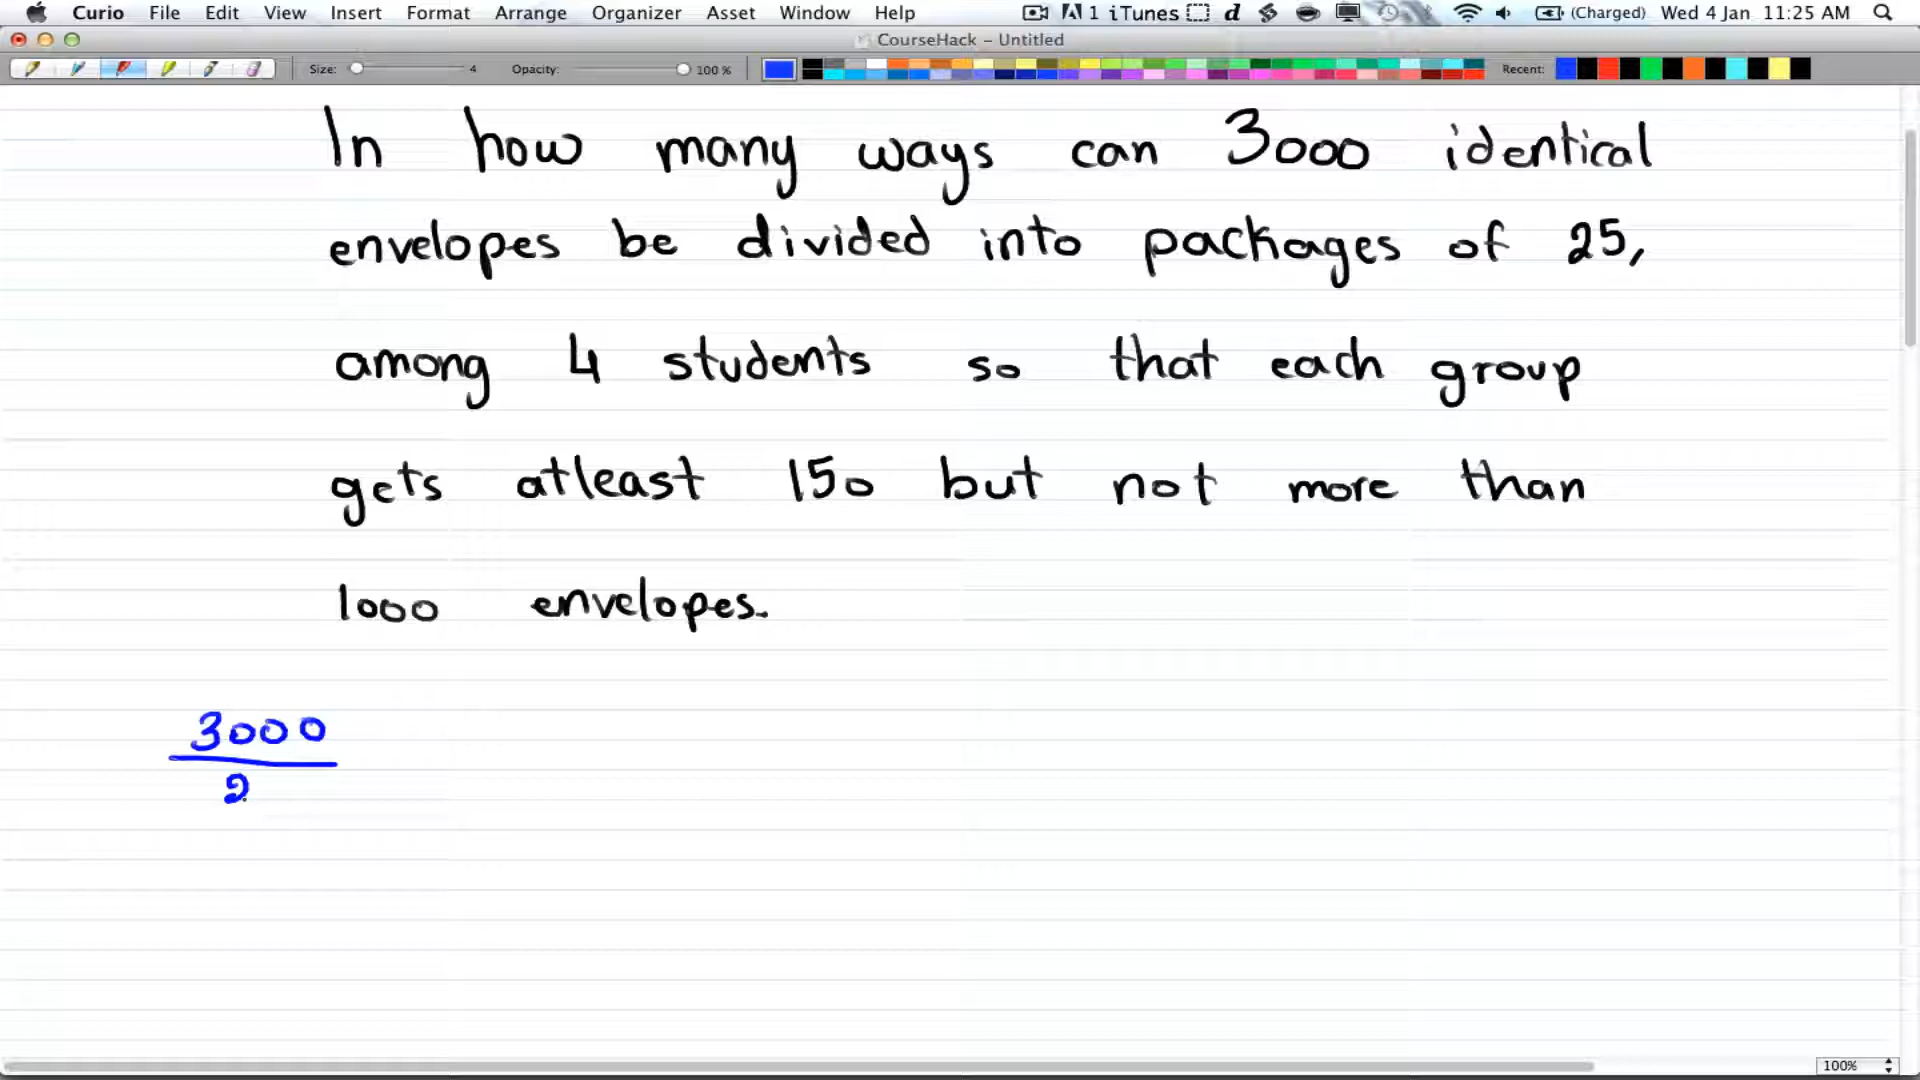 Curio File Edit View Insert Format Arrange Organizer Asset Window Help 1 iTunes d (Charged) Wed 4 Jan 11:25 AM
CourseHack – Untitled
Size: 4 Opacity: 100 % Recent:
In how many ways can 3000 identical
envelopes be divided into packages of 25,
among 4 students so that each group
gets atleast 150 but not more than
1000 envelopes.
3000
2
100%